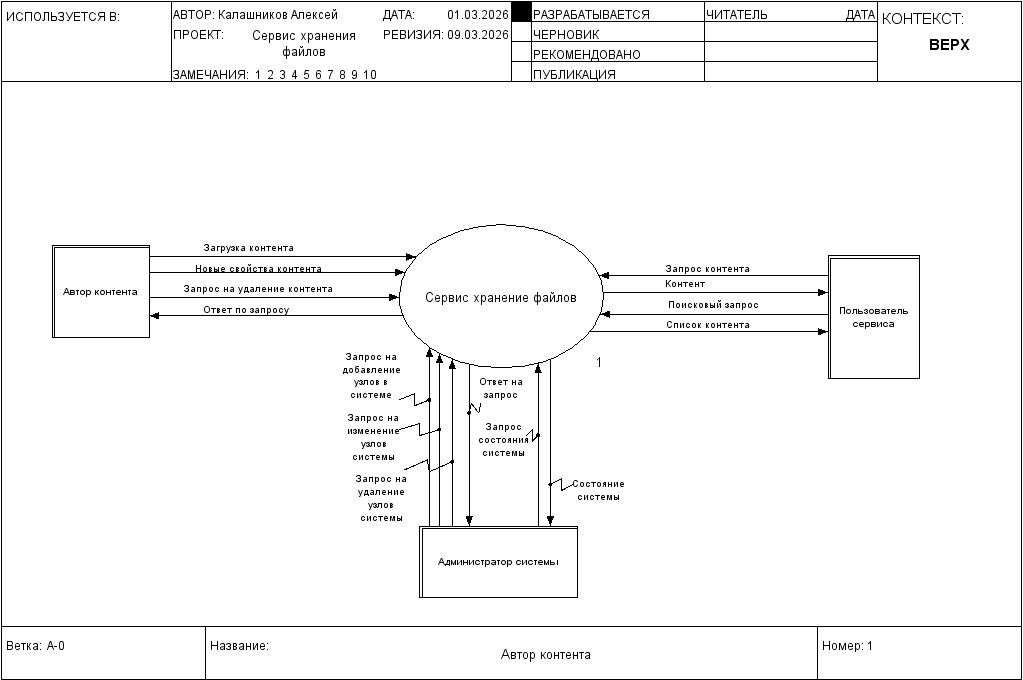 ИСПОЛЬЗУЕТСЯ В:
АВТОР: Калашников Алексей
ДАТА: 01.03.2026
ПРОЕКТ: Сервис хранения
файлов
РЕВИЗИЯ: 09.03.2026
ЗАМЕЧАНИЯ: 1 2 3 4 5 6 7 8 9 10
РАЗРАБАТЫВАЕТСЯ
ЧЕРНОВИК
РЕКОМЕНДОВАНО
ПУБЛИКАЦИЯ
ЧИТАТЕЛЬ ДАТА
КОНТЕКСТ:
ВЕРХ
Автор контента
Загрузка контента
Новые свойства контента
Запрос на удаление контента
Ответ по запросу
Сервис хранение файлов
1
Запрос контента
Контент
Поисковый запрос
Список контента
Пользователь
сервиса
Запрос на
добавление
узлов в
системе
Запрос на
изменение
узлов
системы
Запрос на
удаление
узлов
системы
Ответ на
запрос
Запрос
состояния
системы
Состояние
системы
Администратор системы
Ветка: A-0
Название:
Автор контента
Номер: 1